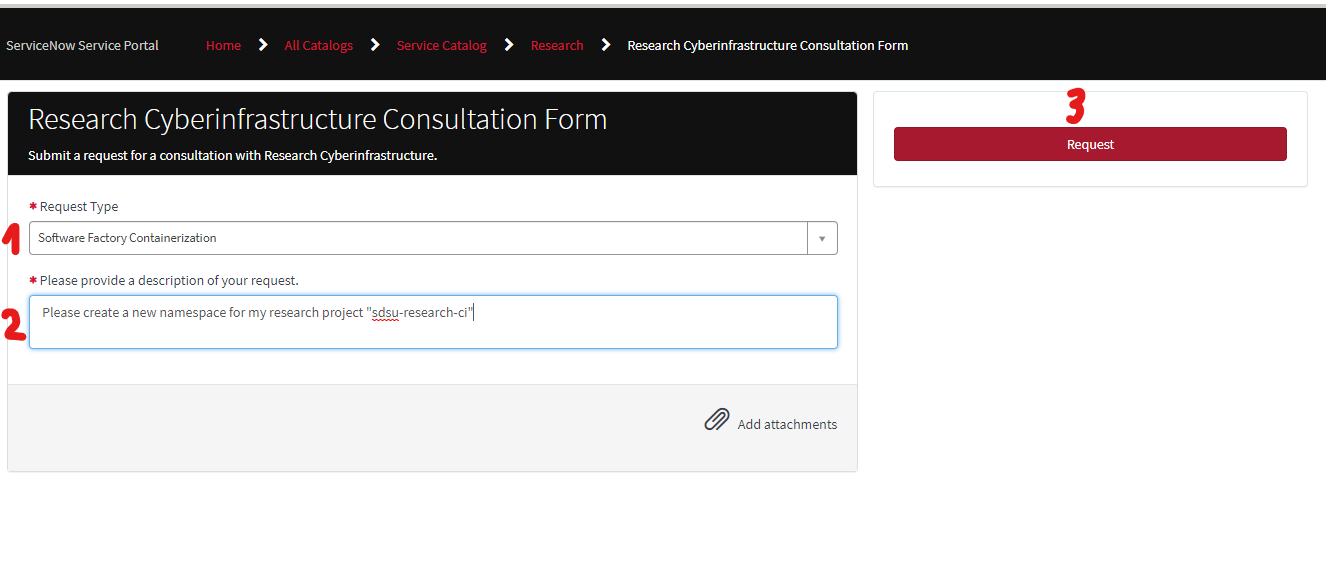 ServiceNow Service Portal Home All Catalogs Service Catalog Research Research Cyberinfrastructure Consultation Form
Research Cyberinfrastructure Consultation Form
Submit a request for a consultation with Research Cyberinfrastructure.
3
Request
* Request Type
1
Software Factory Containerization
* Please provide a description of your request.
2
Please create a new namespace for my research project "sdsu-research-ci"
Add attachments